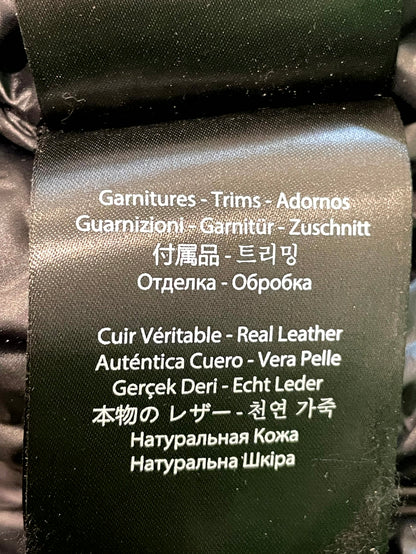 Garnitures - Trims - Adornos
Guarnizioni - Garnitür - Zuschnitt
付属品 - 트리밍
Отделка - Обробка
Cuir Véritable - Real Leather
Auténtica Cuero - Vera Pelle
Gerçek Deri - Echt Leder
本物の レザー - 천연 가죽
Натуральная Кожа
Натуральна Шкіра